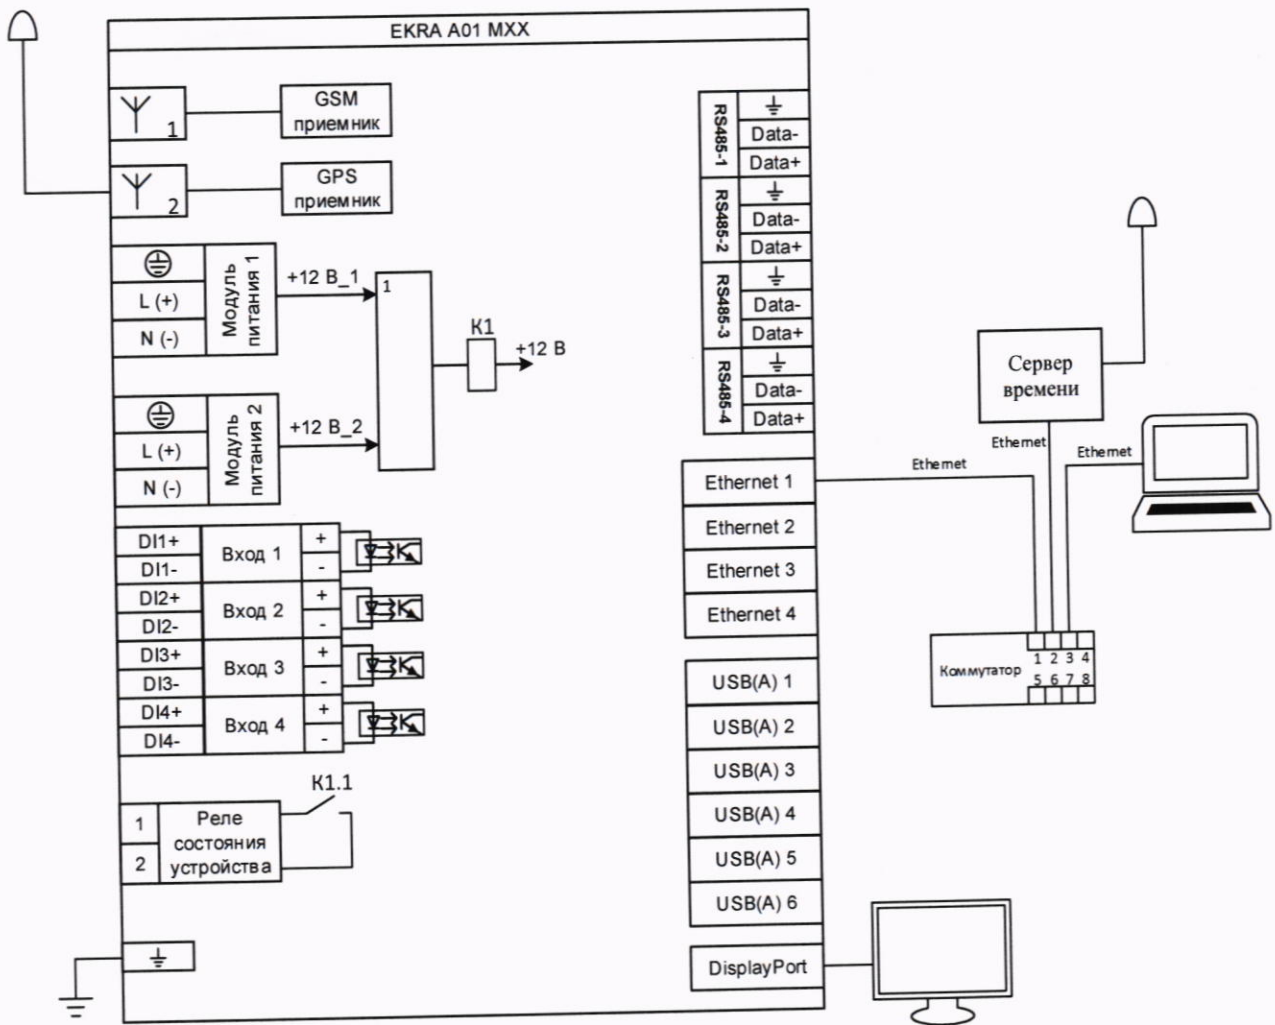 EKRA A01 MXX
1
GSM
приемник
2
GPS
приемник
L (+)
N (-)
Модуль
питания 1
+12 В_1
1
К1
+12 В
L (+)
N (-)
Модуль
питания 2
+12 В_2
DI1+
DI1-
Вход 1
+
-
DI2+
DI2-
Вход 2
+
-
DI3+
DI3-
Вход 3
+
-
DI4+
DI4-
Вход 4
+
-
1
2
Реле
состояния
устройства
К1.1
RS485-1
Data-
Data+
RS485-2
Data-
Data+
RS485-3
Data-
Data+
RS485-4
Data-
Data+
Ethernet 1
Ethernet 2
Ethernet 3
Ethernet 4
USB(A) 1
USB(A) 2
USB(A) 3
USB(A) 4
USB(A) 5
USB(A) 6
DisplayPort
Сервер
времени
Ethernet
Ethernet
Ethernet
Коммутатор
1 2 3 4
5 6 7 8